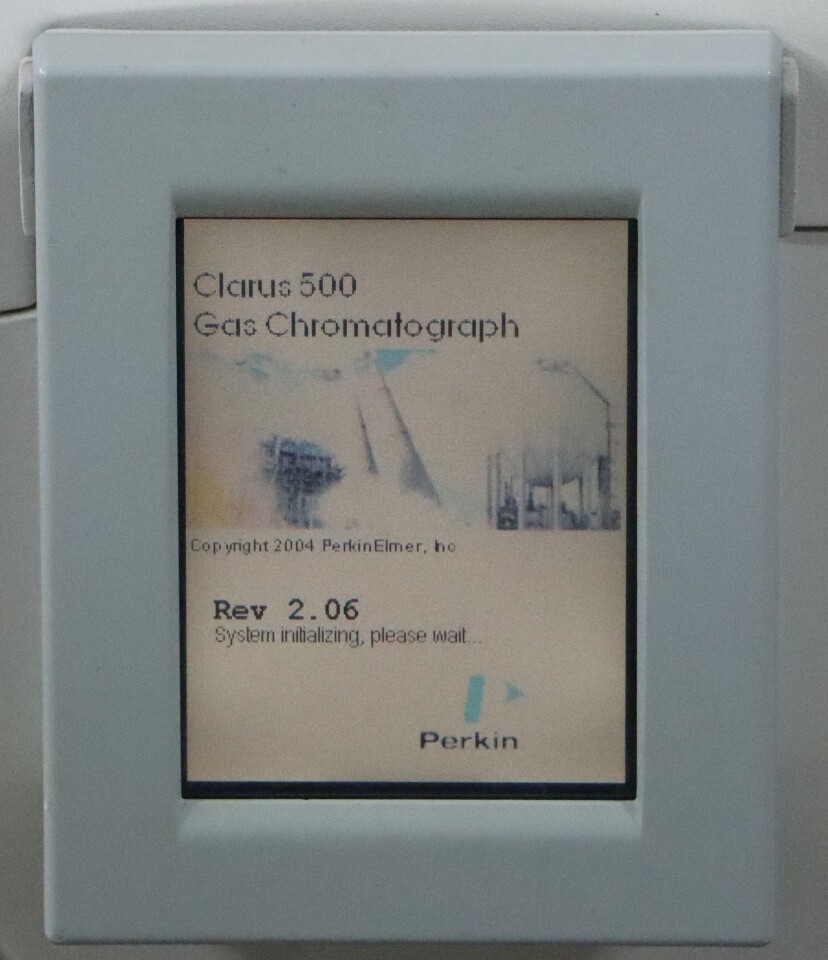 Clarus 500
Gas Chromatograph
Copyright 2004 PerkinElmer, Inc
Rev 2.06
System initializing, please wait...
Perkin